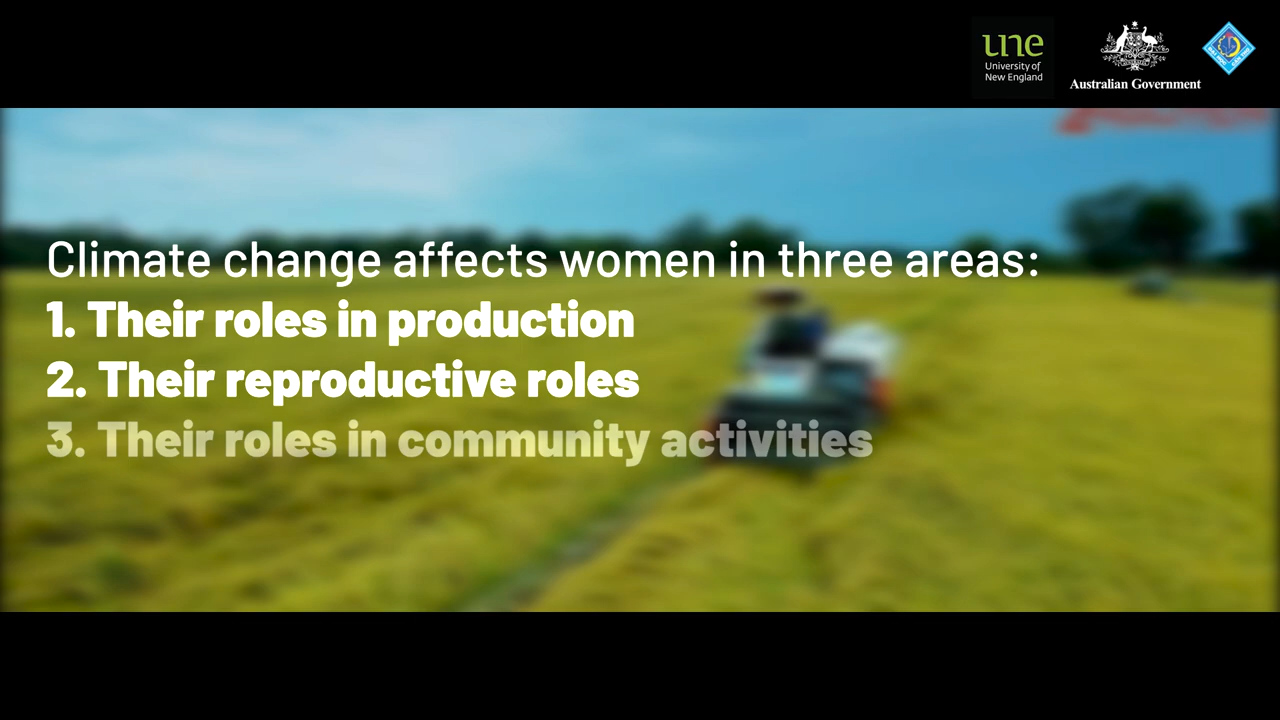 une
University of
New England
Australian Government
Climate change affects women in three areas:
1. Their roles in production
2. Their reproductive roles
3. Their roles in community activities